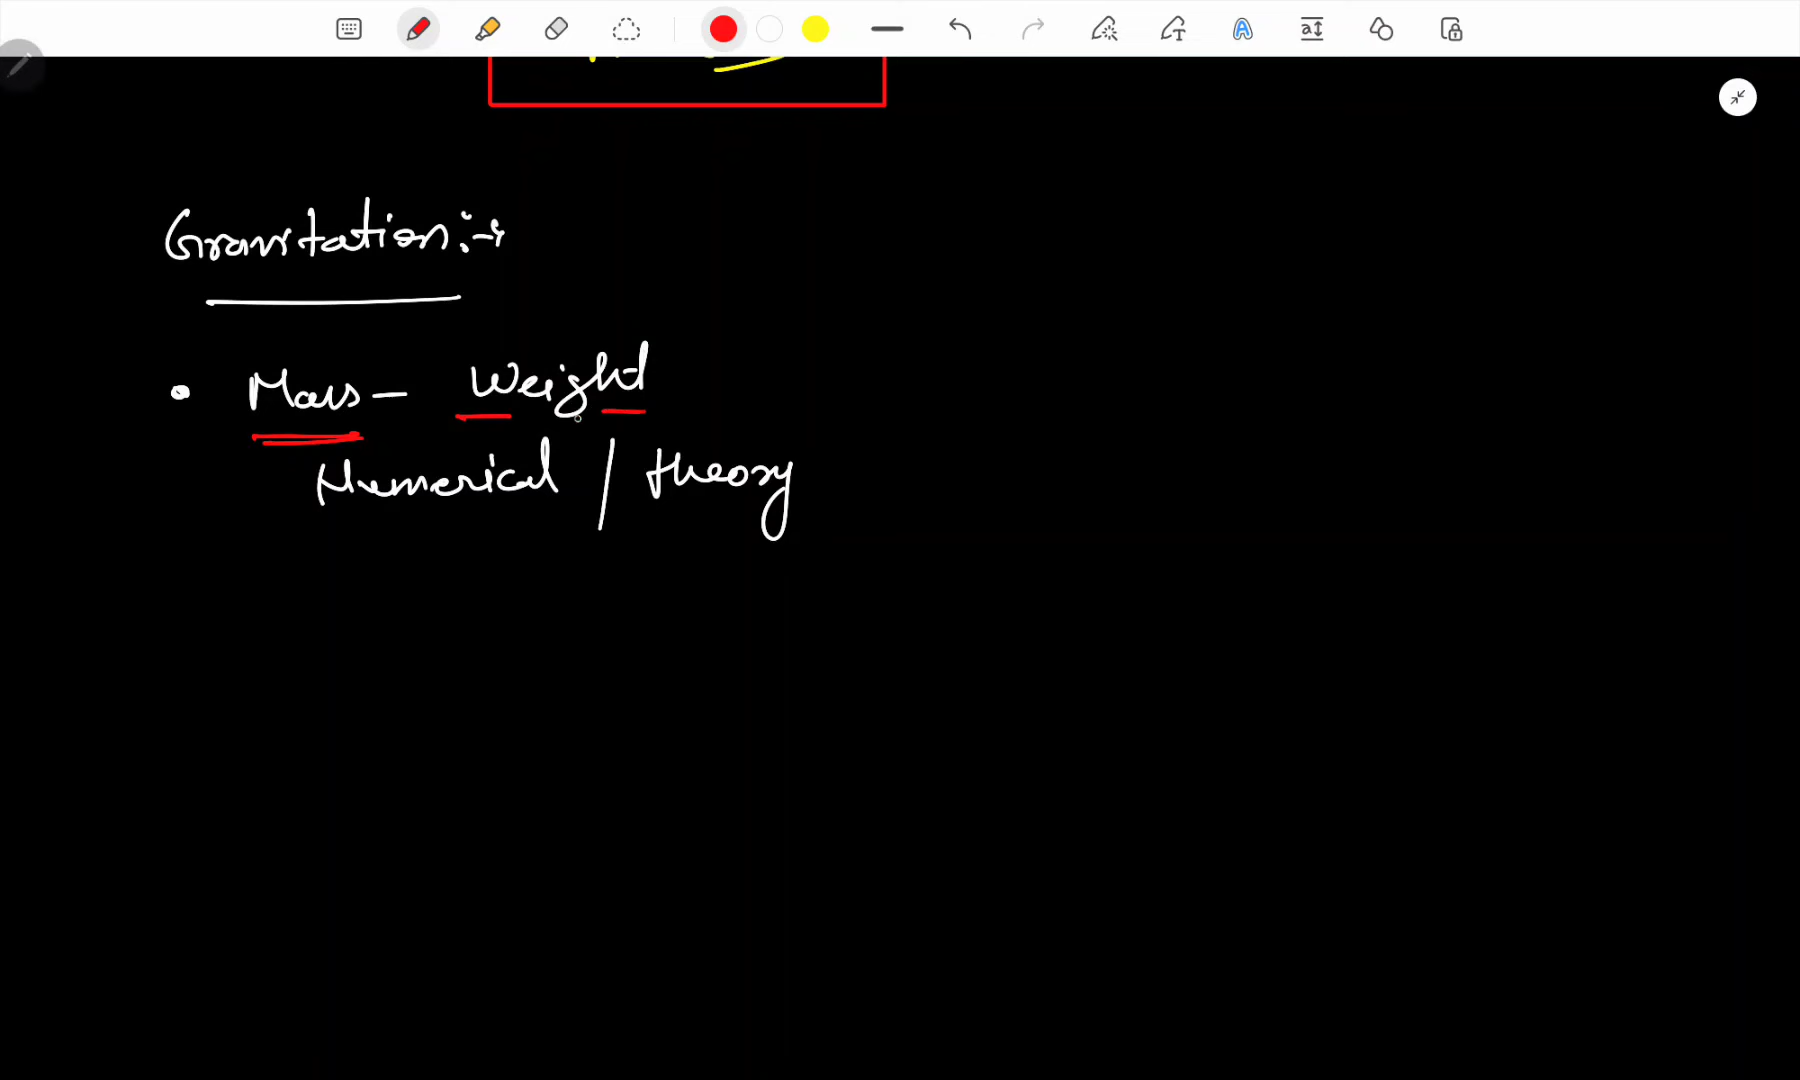 Gravitation :→
• Mass – Weight
Numerical / theory